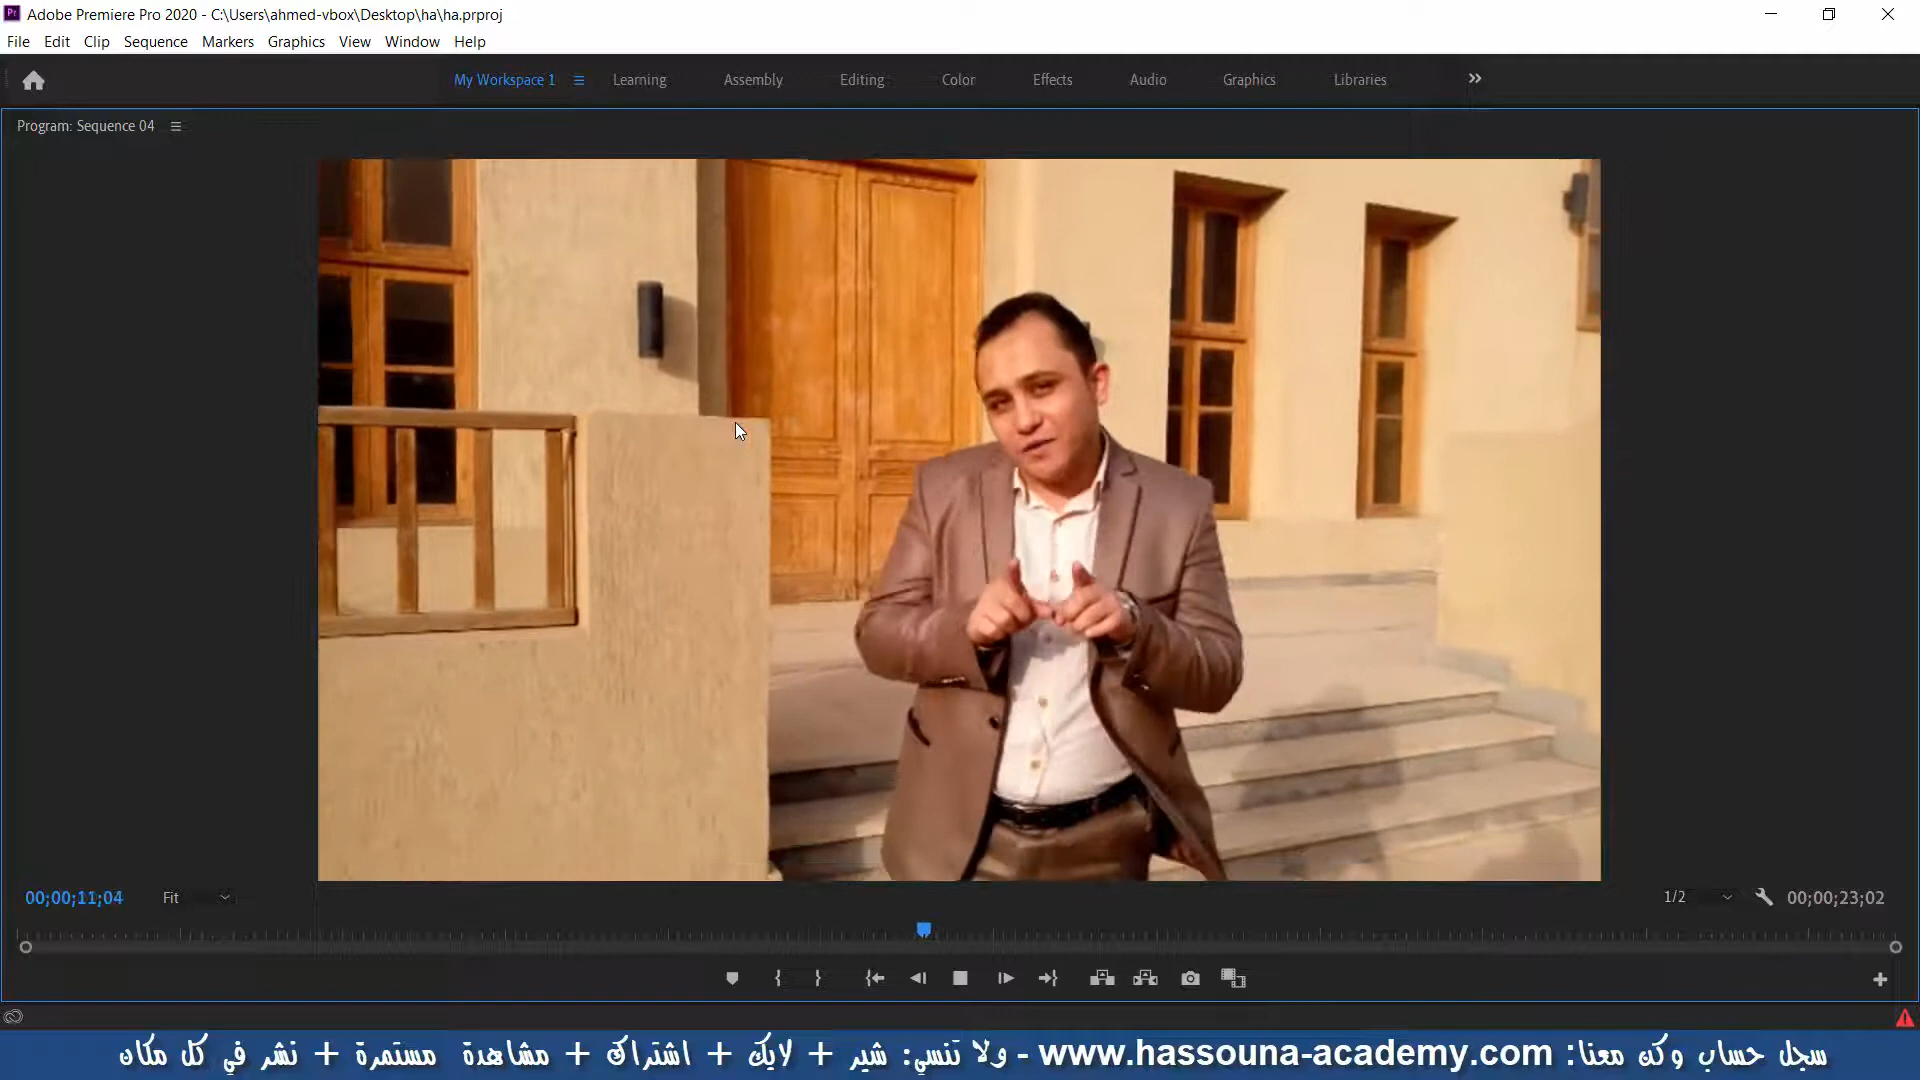 Adobe Premiere Pro 2020 - C:\Users\ahmed-vbox\Desktop\ha\ha.prproj
File Edit Clip Sequence Markers Graphics View Window Help
My Workspace 1 Learning Assembly Editing Color Effects Audio Graphics Libraries
Program: Sequence 04
00;00;11;04 Fit 1/2 00;00;23;02
سجل حساب وكن معنا: www.hassouna-academy.com - ولا تنسي: شير + لايك + اشتراك + مشاهدة مستمرة + نشر في كل مكان